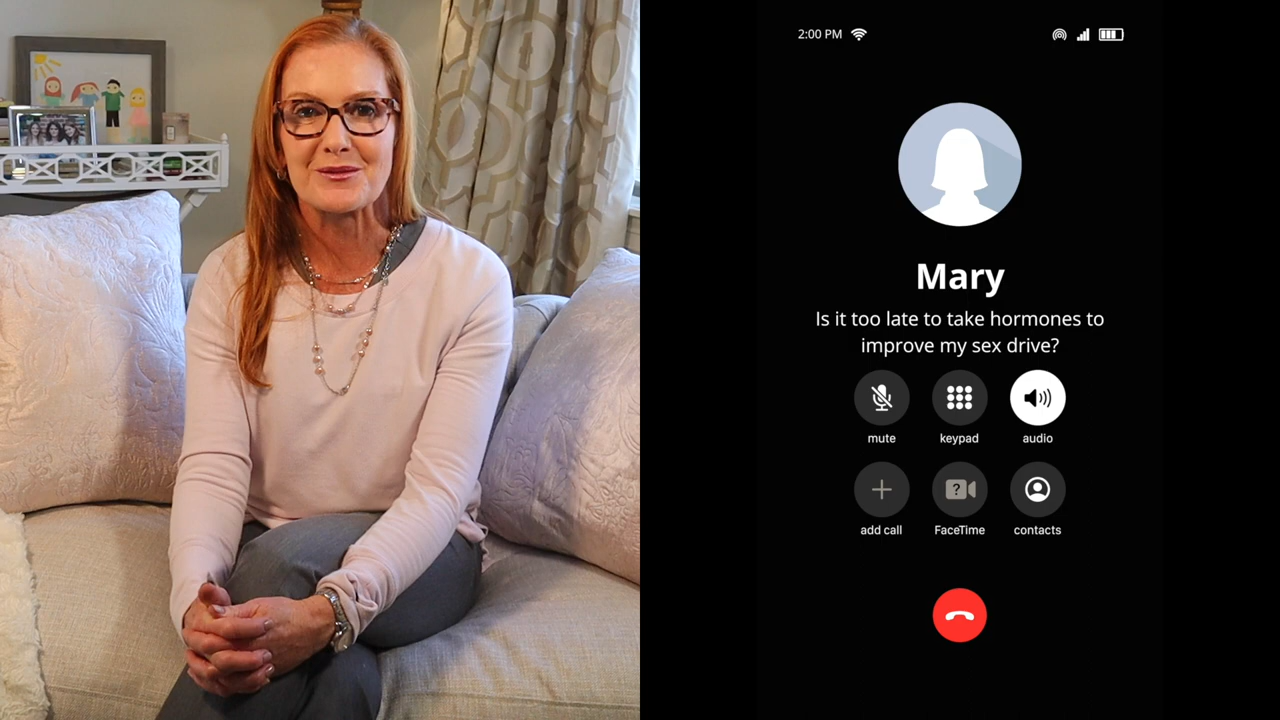 2:00 PM
Mary
Is it too late to take hormones to
improve my sex drive?
mute
keypad
audio
?
add call
FaceTime
contacts